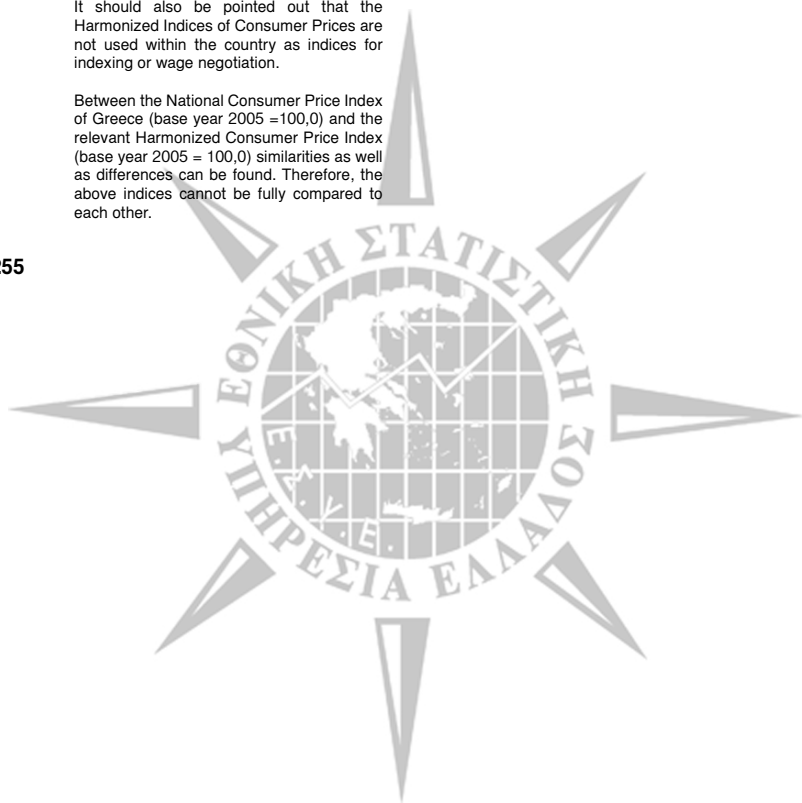 It should also be pointed out that the
Harmonized Indices of Consumer Prices are
not used within the country as indices for
indexing or wage negotiation.
Between the National Consumer Price Index
of Greece (base year 2005 =100,0) and the
relevant Harmonized Consumer Price Index
(base year 2005 = 100,0) similarities as well
as differences can be found. Therefore, the
above indices cannot be fully compared to
each other.
255
ΕΘΝΙΚΗ ΣΤΑΤΙΣΤΙΚΗ
ΥΠΗΡΕΣΙΑ ΕΛΛΑΔΟΣ
Ε.Σ.Υ.Ε.